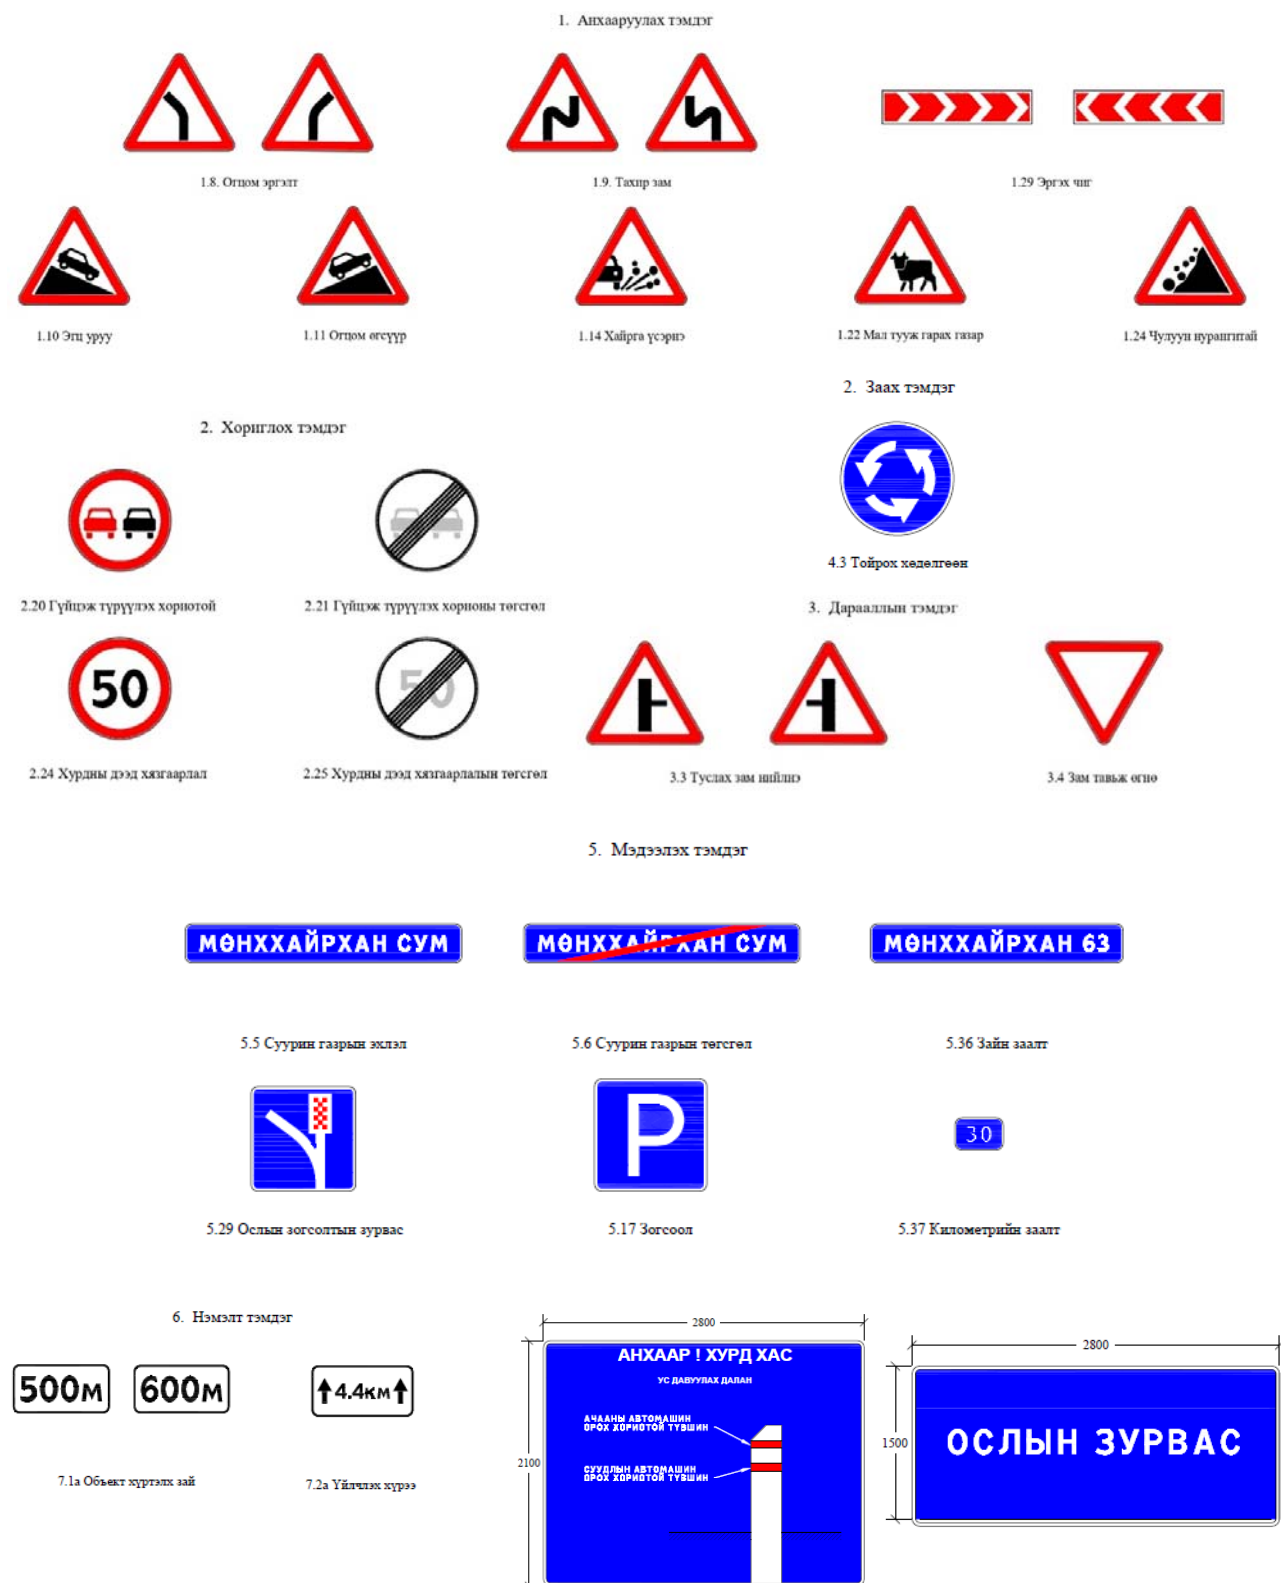 1. Анхааруулах тэмдэг
1.8. Огцом эргэлт
1.9. Тахир зам
1.29 Эргэх чиг
1.10 Эгц уруу
1.11 Огцом өгсүүр
1.14 Хайрга үсэрнэ
1.22 Мал тууж гарах газар
1.24 Чулуун нурангитай
2. Заах тэмдэг
2. Хориглох тэмдэг
4.3 Тойрох хөдөлгөөн
2.20 Гүйцэж түрүүлэх хориотой
2.21 Гүйцэж түрүүлэх хорионы төгсгөл
3. Дарааллын тэмдэг
50
50
2.24 Хурдны дээд хязгаарлал
2.25 Хурдны дээд хязгаарлалын төгсгөл
3.3 Туслах зам нийлнэ
3.4 Зам тавьж өгнө
5. Мэдээлэх тэмдэг
МӨНХХАЙРХАН СУМ
МӨНХХАЙРХАН СУМ
МӨНХХАЙРХАН 63
5.5 Суурин газрын эхлэл
5.6 Суурин газрын төгсгөл
5.36 Зайн заалт
P
30
5.29 Ослын зогсолтын зурвас
5.17 Зогсоол
5.37 Километрийн заалт
6. Нэмэлт тэмдэг
500м
600м
4.4км
7.1а Объект хүртэлх зай
7.2а Үйлчлэх хүрээ
2800
АНХААР ! ХУРД ХАС
УС ДАВУУЛАХ ДАЛАН
АЧААНЫ АВТОМАШИН
ОРОХ ХОРИОТОЙ ТҮВШИН
СУУДЛЫН АВТОМАШИН
ОРОХ ХОРИОТОЙ ТҮВШИН
2100
2800
ОСЛЫН ЗУРВАС
1500